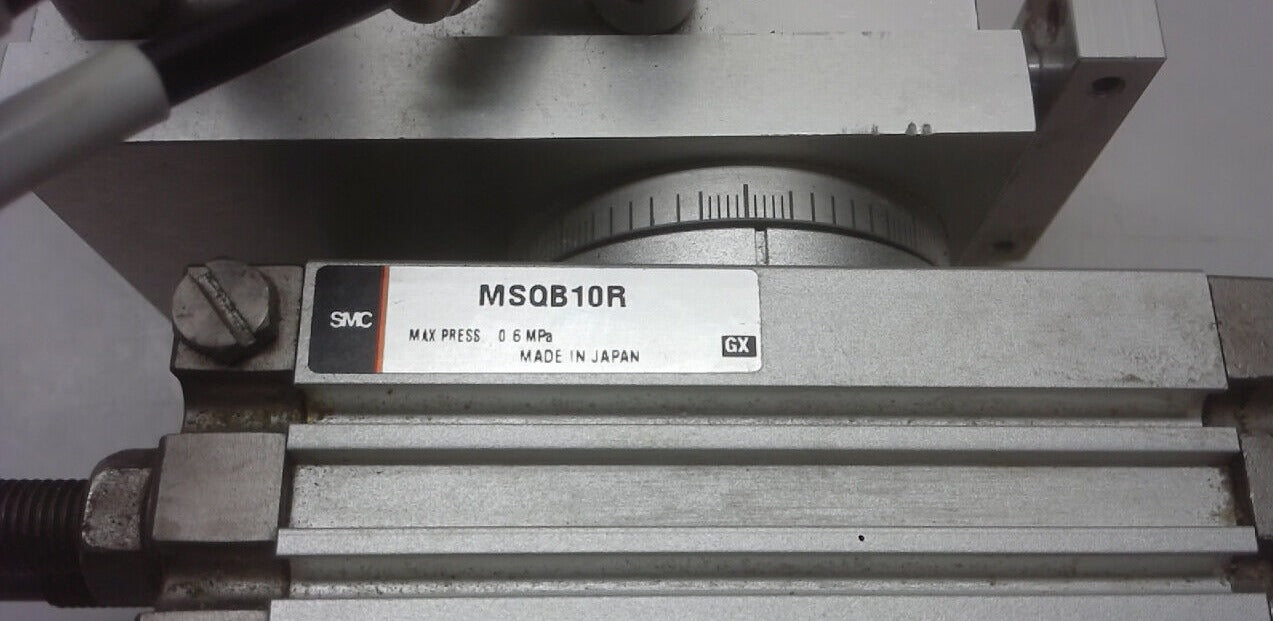 MSQB10R
SMC
MAX PRESS 0.6 MPa
MADE IN JAPAN
GX